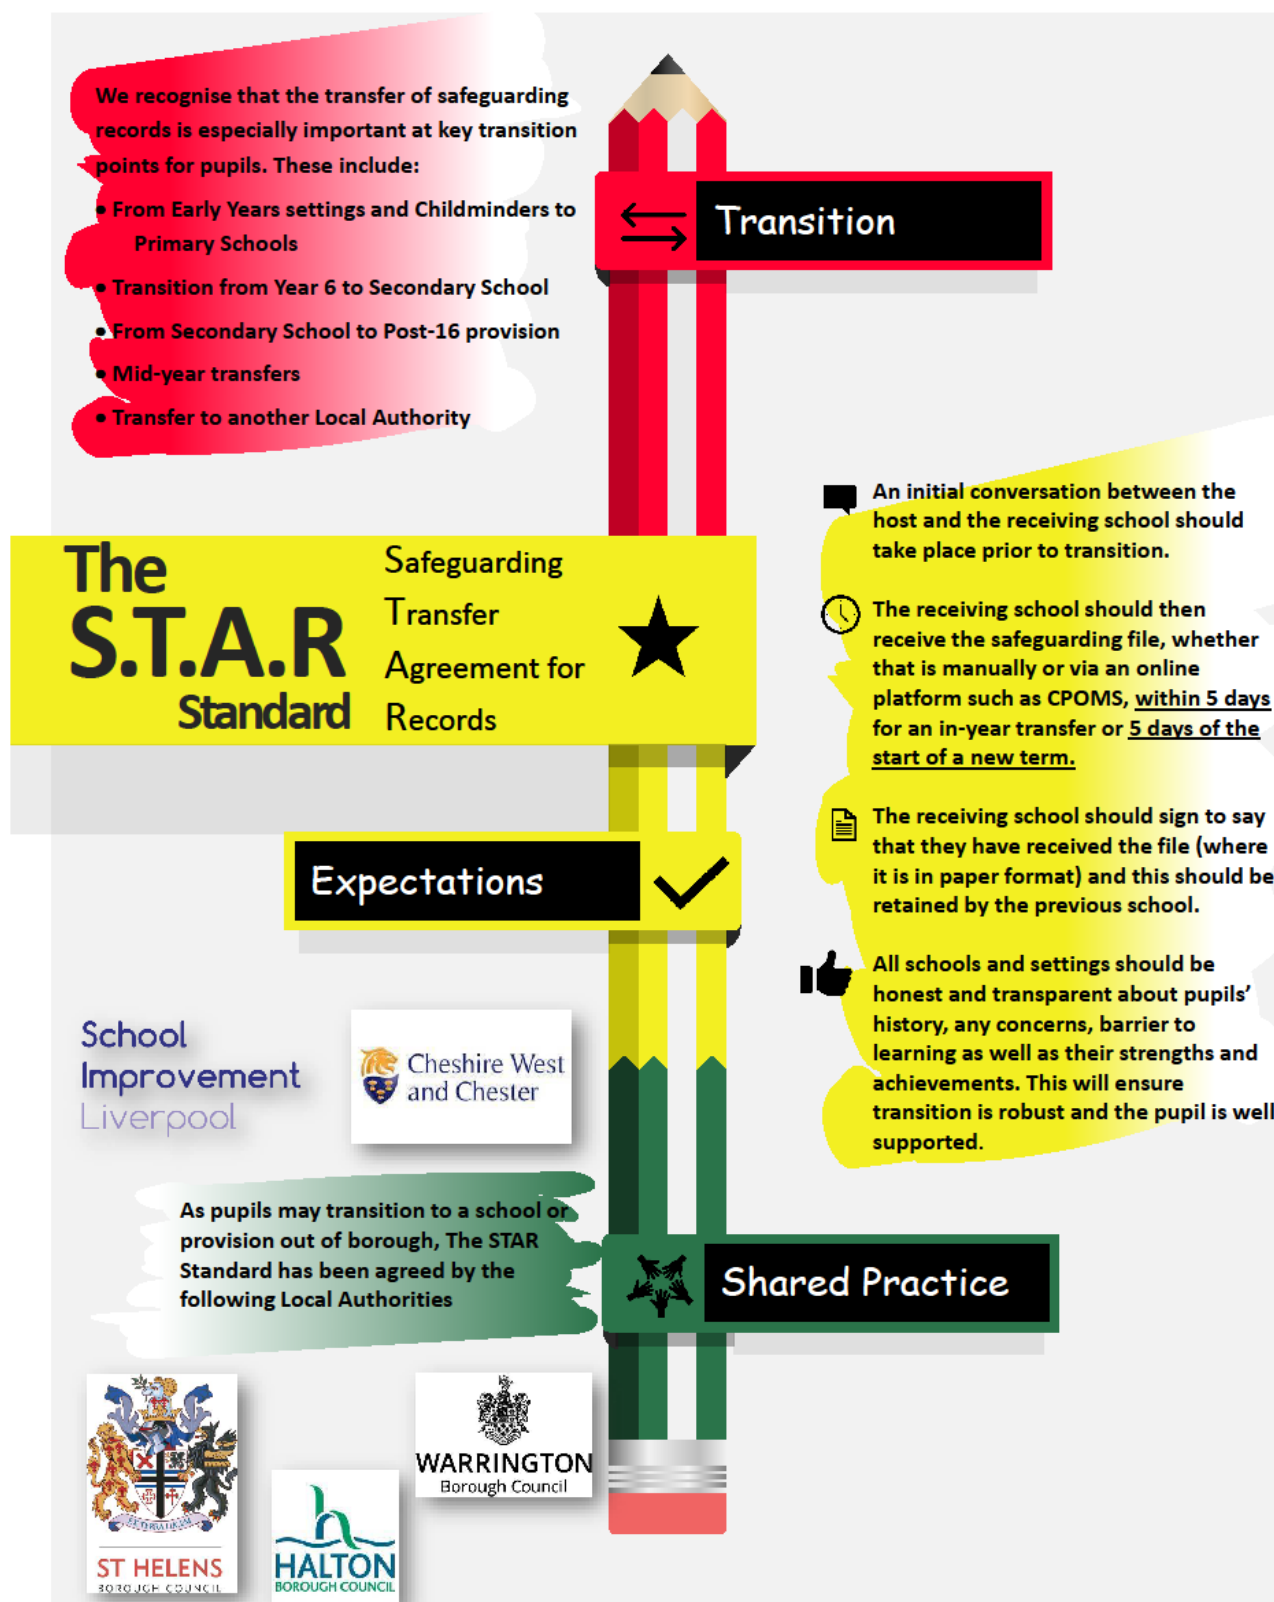 We recognise that the transfer of safeguarding
records is especially important at key transition
points for pupils. These include:
• From Early Years settings and Childminders to
Primary Schools
• Transition from Year 6 to Secondary School
• From Secondary School to Post-16 provision
• Mid-year transfers
• Transfer to another Local Authority
Transition
The
S.T.A.R
Standard
Safeguarding
Transfer
Agreement for
Records
An initial conversation between the
host and the receiving school should
take place prior to transition.
The receiving school should then
receive the safeguarding file, whether
that is manually or via an online
platform such as CPOMS, within 5 days
for an in-year transfer or 5 days of the
start of a new term.
The receiving school should sign to say
that they have received the file (where
it is in paper format) and this should be
retained by the previous school.
All schools and settings should be
honest and transparent about pupils’
history, any concerns, barrier to
learning as well as their strengths and
achievements. This will ensure
transition is robust and the pupil is well
supported.
Expectations
School
Improvement
Liverpool
Cheshire West
and Chester
As pupils may transition to a school or
provision out of borough, The STAR
Standard has been agreed by the
following Local Authorities
Shared Practice
ST HELENS
BOROUGH COUNCIL
HALTON
BOROUGH COUNCIL
WARRINGTON
Borough Council